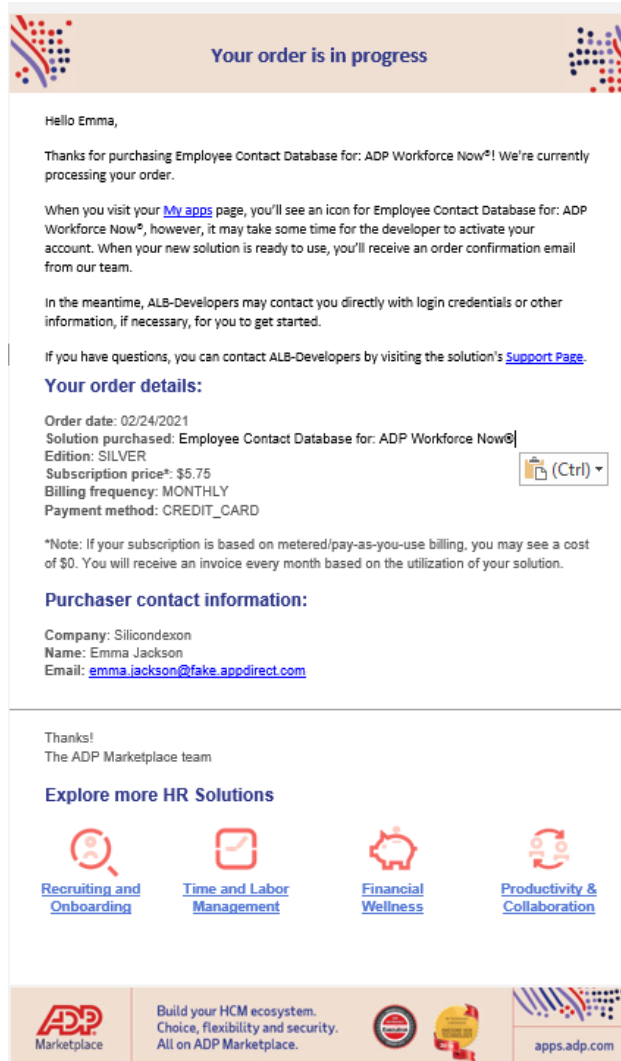 Your order is in progress
Hello Emma,
Thanks for purchasing Employee Contact Database for: ADP Workforce Now®! We're currently
processing your order.
When you visit your My apps page, you'll see an icon for Employee Contact Database for: ADP
Workforce Now®, however, it may take some time for the developer to activate your
account. When your new solution is ready to use, you'll receive an order confirmation email
from our team.
In the meantime, ALB-Developers may contact you directly with login credentials or other
information, if necessary, for you to get started.
If you have questions, you can contact ALB-Developers by visiting the solution's Support Page.
Your order details:
Order date: 02/24/2021
Solution purchased: Employee Contact Database for: ADP Workforce Now®
Edition: SILVER
(Ctrl)
Subscription price*: $5.75
Billing frequency: MONTHLY
Payment method: CREDIT_CARD
*Note: If your subscription is based on metered/pay-as-you-use billing, you may see a cost
of $0. You will receive an invoice every month based on the utilization of your solution.
Purchaser contact information:
Company: Silicondexon
Name: Emma Jackson
Email: emma.jackson@fake.appdirect.com
Thanks!
The ADP Marketplace team
Explore more HR Solutions
Recruiting and
Onboarding
Time and Labor
Management
Financial
Wellness
Productivity &
Collaboration
ADP
Marketplace
Build your HCM ecosystem.
Choice, flexibility and security.
All on ADP Marketplace.
apps.adp.com